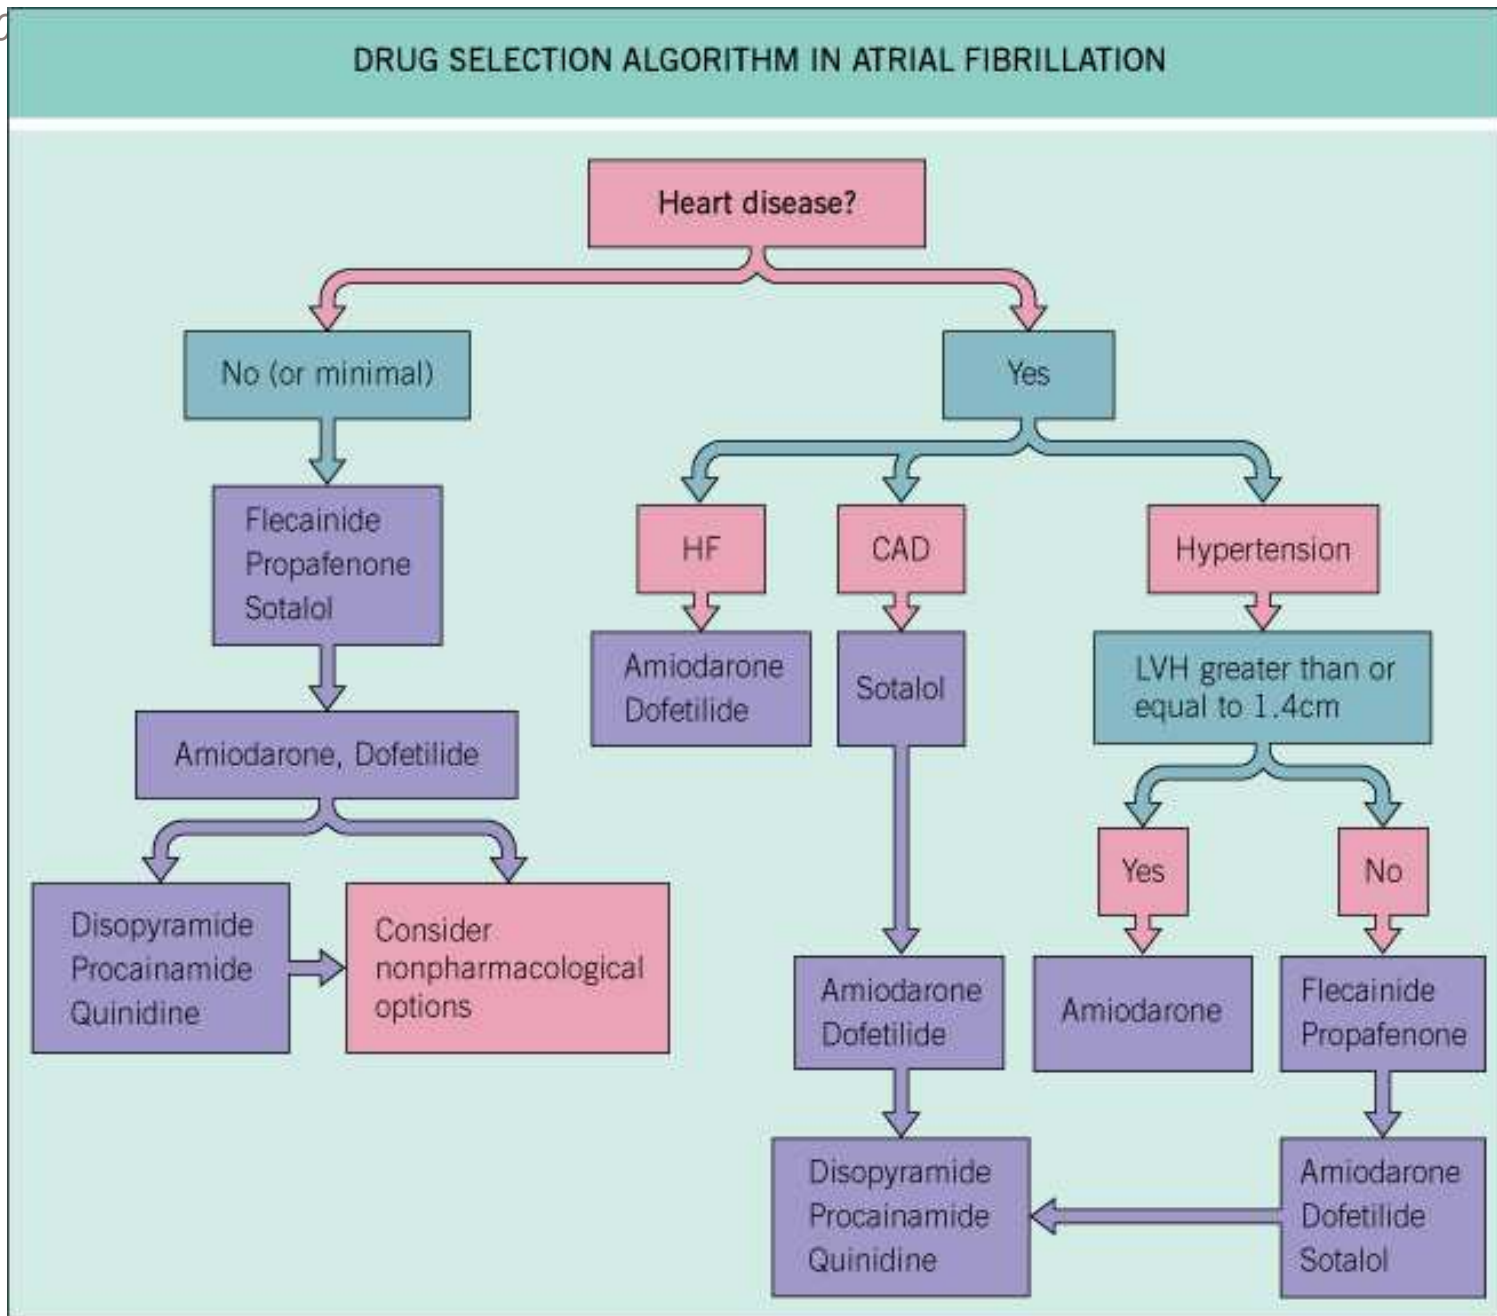 DRUG SELECTION ALGORITHM IN ATRIAL FIBRILLATION
Heart disease?
No (or minimal)
Yes
Flecainide
Propafenone
Sotalol
HF
CAD
Hypertension
Amiodarone
Dofetilide
Sotalol
LVH greater than or
equal to 1.4cm
Amiodarone, Dofetilide
Yes
No
Disopyramide
Procainamide
Quinidine
Consider
nonpharmacological
options
Amiodarone
Dofetilide
Amiodarone
Flecainide
Propafenone
Disopyramide
Procainamide
Quinidine
Amiodarone
Dofetilide
Sotalol